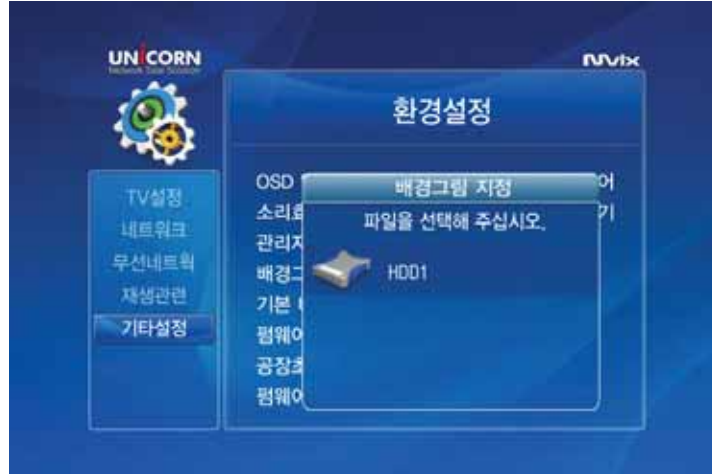 UNiCORN
Network Total Solution
MVIX
환경설정
TV설정
네트워크
무선네트웍
재생관련
기타설정
OSD
어
소리효
기
관리자
배경그
기본
펌웨어
공장초
펌웨어
배경그림 지정
파일을 선택해 주십시오.
HDD1